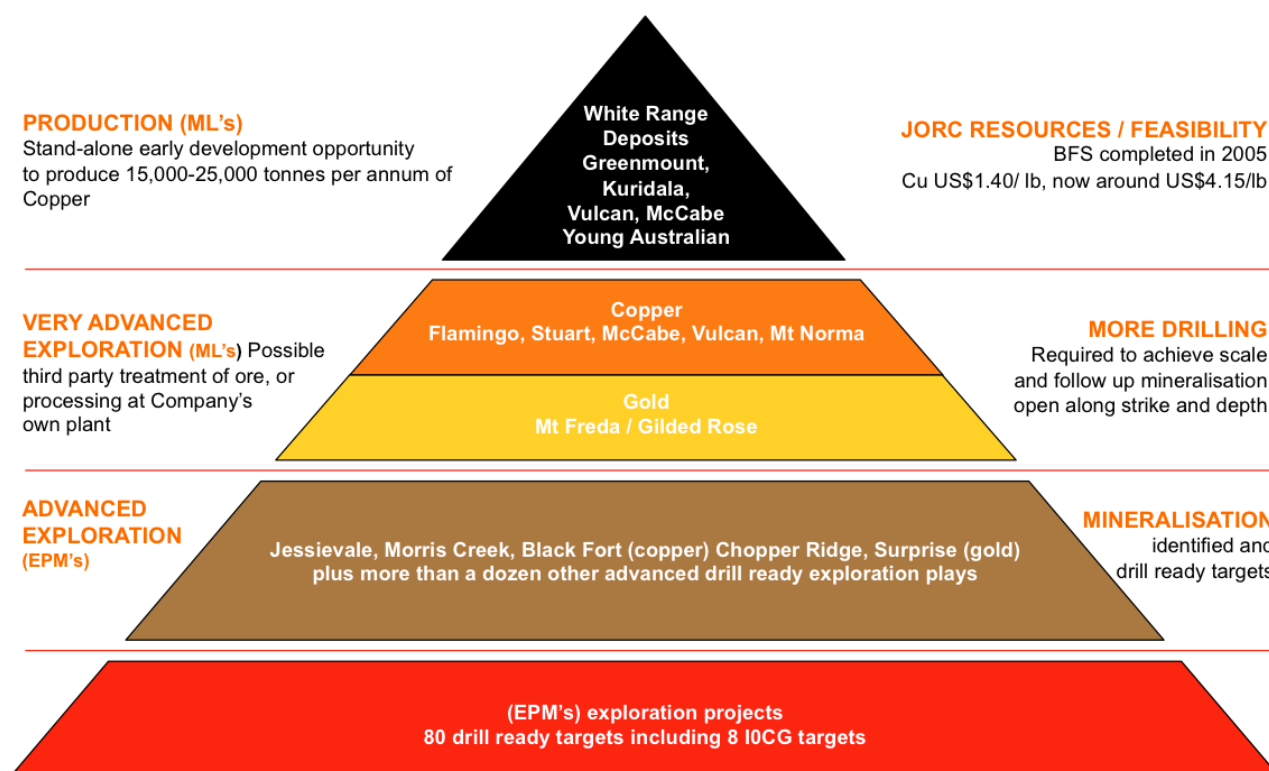 White Range
Deposits
Greenmount,
Kuridala,
Vulcan, McCabe
Young Australian
PRODUCTION (ML’s)
Stand-alone early development opportunity
to produce 15,000-25,000 tonnes per annum of
Copper
JORC RESOURCES / FEASIBILITY
BFS completed in 2005
Cu US$1.40/ lb, now around US$4.15/lb
VERY ADVANCED
EXPLORATION (ML’s) Possible
third party treatment of ore, or
processing at Company’s
own plant
Copper
Flamingo, Stuart, McCabe, Vulcan, Mt Norma
Gold
Mt Freda / Gilded Rose
MORE DRILLING
Required to achieve scale
and follow up mineralisation
open along strike and depth
ADVANCED
EXPLORATION
(EPM’s)
Jessievale, Morris Creek, Black Fort (copper) Chopper Ridge, Surprise (gold)
plus more than a dozen other advanced drill ready exploration plays
MINERALISATION
identified and
drill ready targets
(EPM’s) exploration projects
80 drill ready targets including 8 I0CG targets